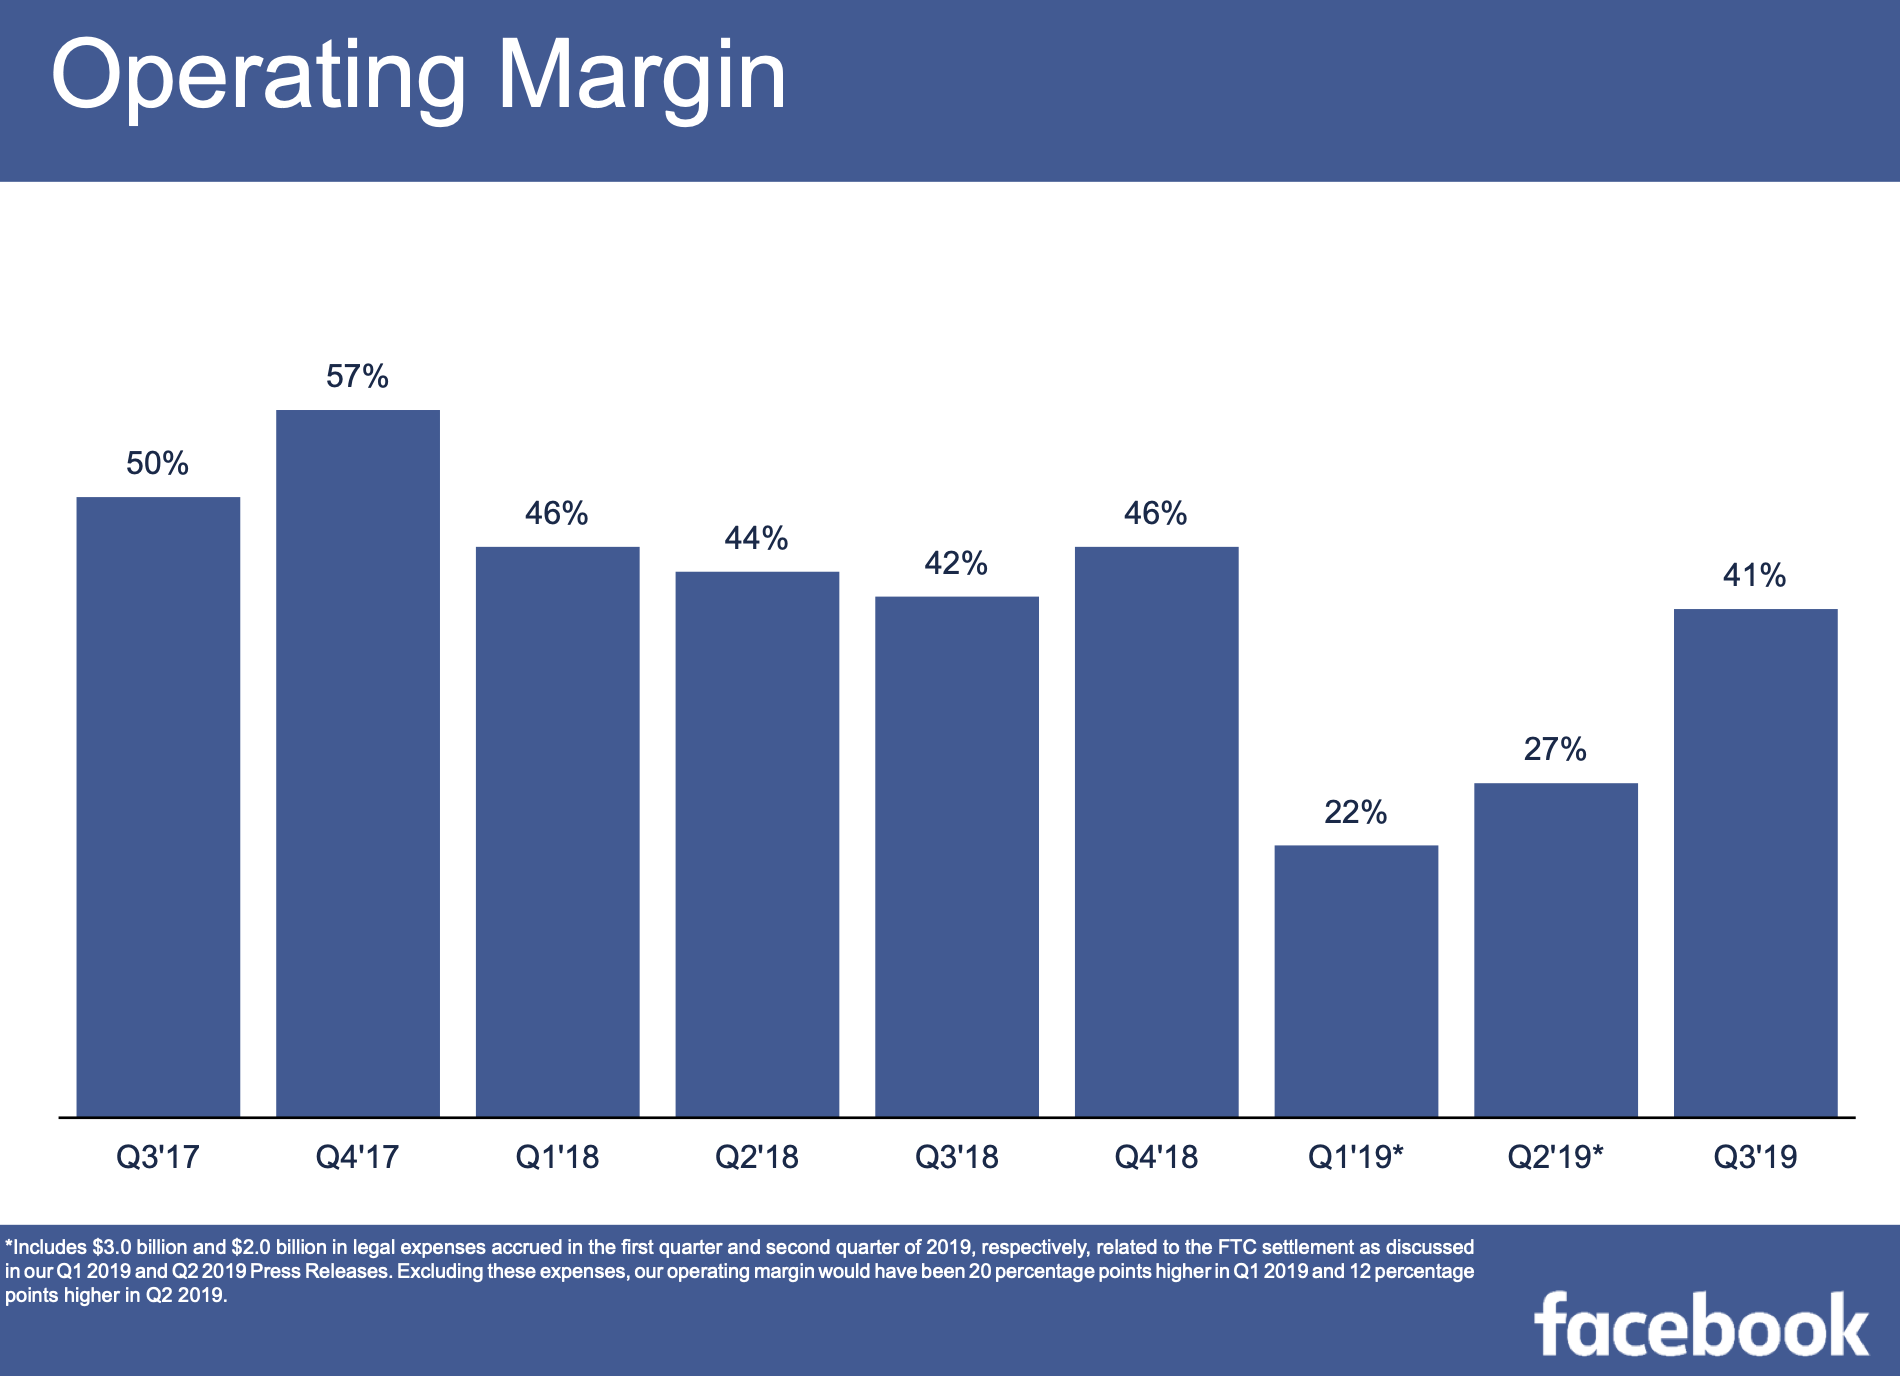 Operating Margin
57%
50%
46%
46%
44%
42%
41%
27%
22%
Q3'17 Q4'17 Q1'18 Q2'18 Q3'18 Q4'18 Q1'19* Q2'19* Q3'19
*Includes $3.0 billion and $2.0 billion in legal expenses accrued in the first quarter and second quarter of 2019, respectively, related to the FTC settlement as discussed
in our Q1 2019 and Q2 2019 Press Releases. Excluding these expenses, our operating margin would have been 20 percentage points higher in Q1 2019 and 12 percentage
points higher in Q2 2019.
facebook